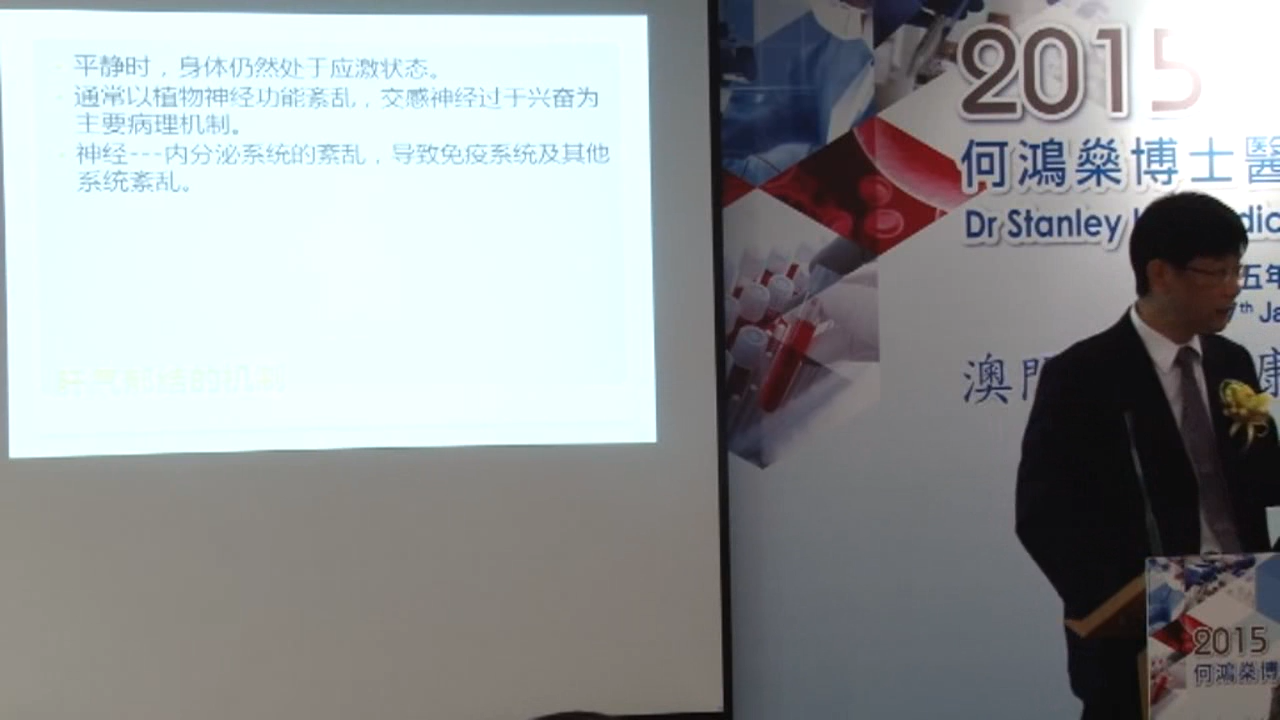 平静时，身体仍然处于应激状态。
通常以植物神经功能紊乱，交感神经过于兴奋为
主要病理机制。
神经---内分泌系统的紊乱，导致免疫系统及其他
系统紊乱。
2015
何鴻燊博士醫
Dr Stanley
五年
th Ja
澳門
康
2015
何鴻燊博